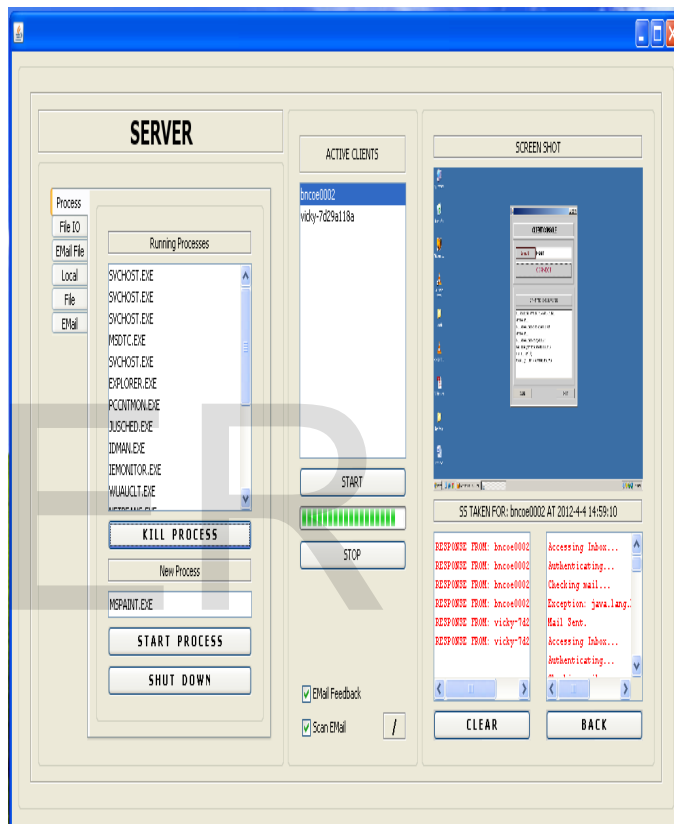 SERVER
Process
File IO
EMail File
Local
File
EMail
Running Processes
SVCHOST.EXE
SVCHOST.EXE
SVCHOST.EXE
MSDTC.EXE
SVCHOST.EXE
EXPLORER.EXE
PCCNTMON.EXE
JUSCHED.EXE
IDMAN.EXE
IEMONITOR.EXE
WUAUCLT.EXE
KILL PROCESS
New Process
MSPAINT.EXE
START PROCESS
SHUT DOWN
ACTIVE CLIENTS
bncoe0002
vicky-7d29a118a
START
STOP
EMail Feedback
Scan EMail
/
SCREEN SHOT
CLIENT CONSOLE
CONNECT
SS TAKEN FOR: bncoe0002 AT 2012-4-4 14:59:10
RESPONSE FROM: bncoe0002
RESPONSE FROM: bncoe0002
RESPONSE FROM: bncoe0002
RESPONSE FROM: bncoe0002
RESPONSE FROM: vicky-7d2
RESPONSE FROM: vicky-7d2
Accessing Inbox...
Authenticating...
Checking mail...
Exception: java.lang.
Mail Sent.
Accessing Inbox...
Authenticating...
CLEAR
BACK
ER